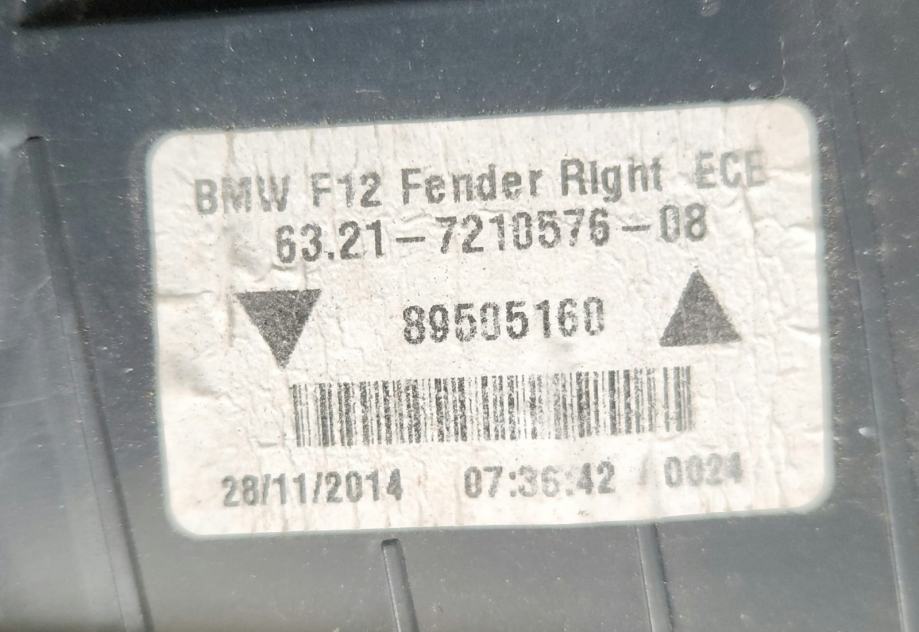 BMW F12 Fender Right ECE
63.21-7210576-08
89505160
28/11/2014 07:36:42 / 0024